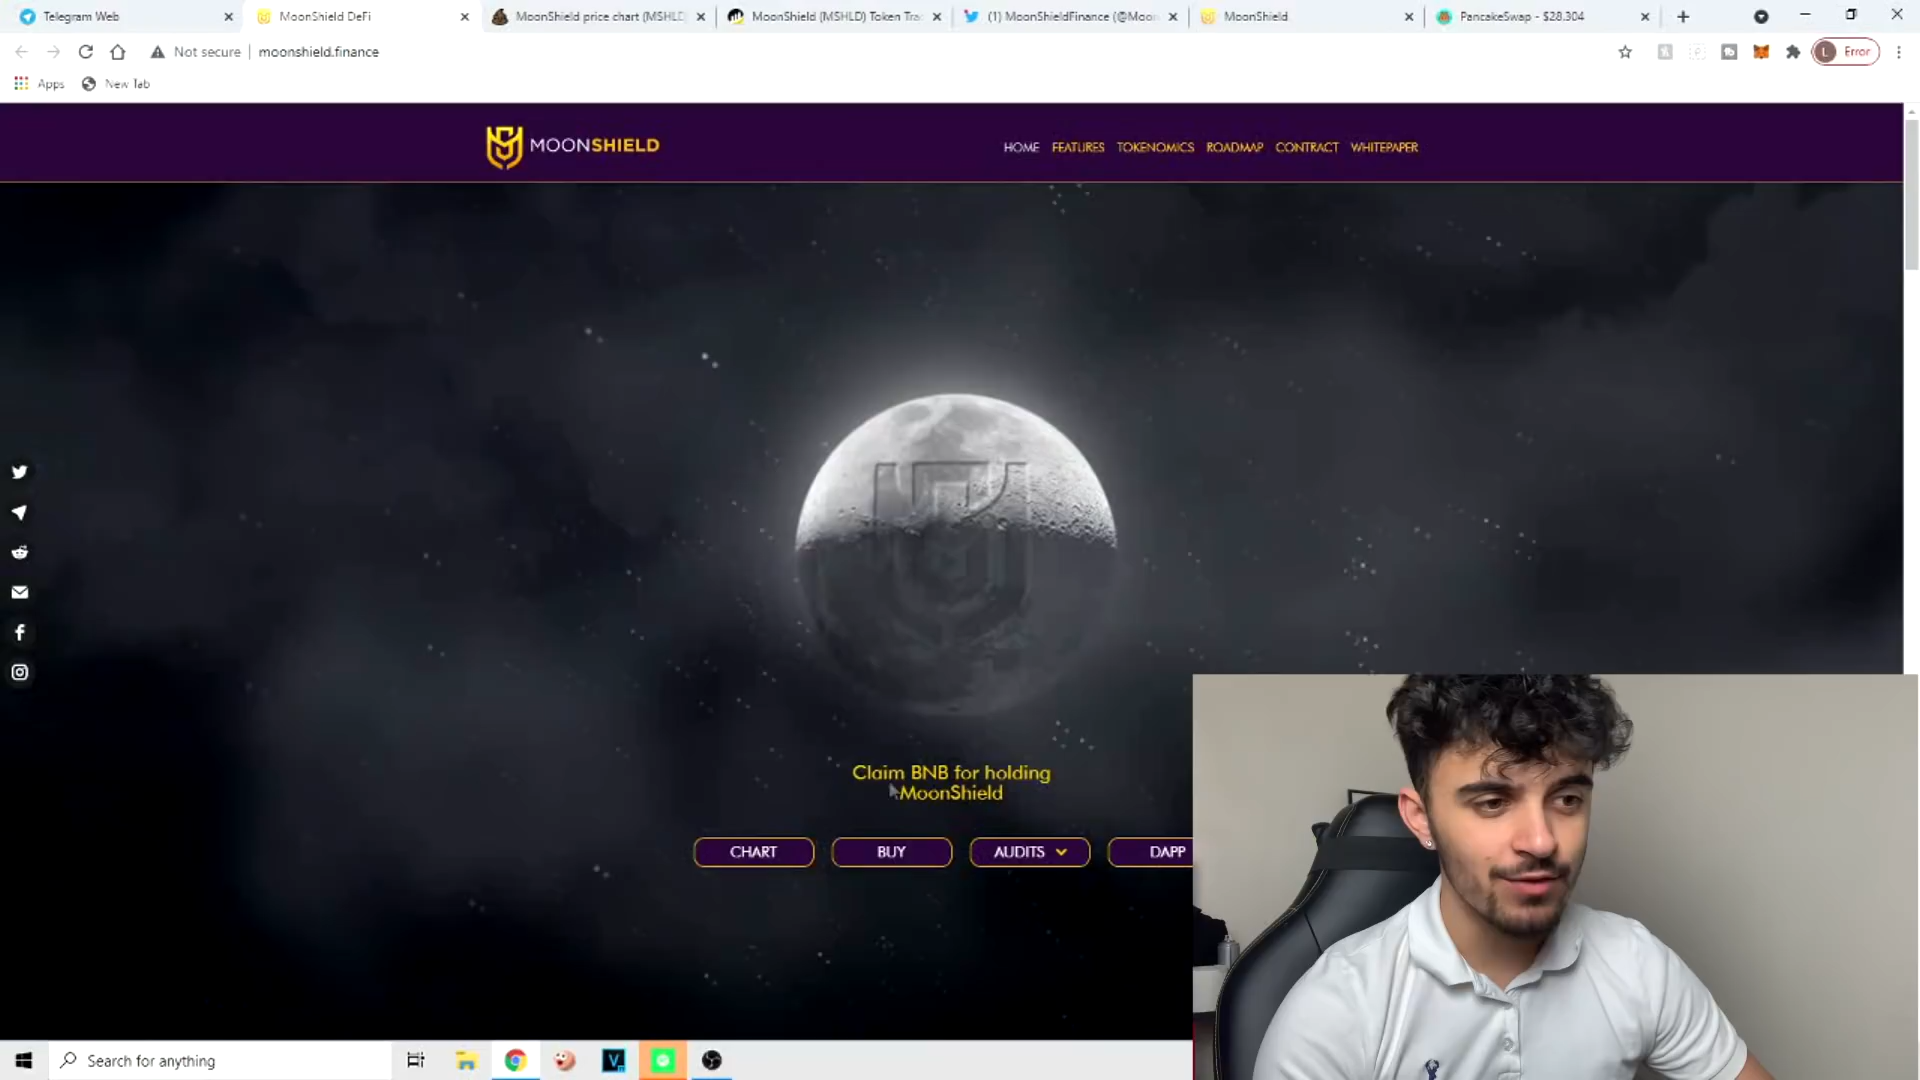 Telegram Web
MoonShield DeFi
MoonShield price chart (MSHLD
MoonShield (MSHLD) Token Tra
(1) MoonShieldFinance (@Moon
MoonShield
PancakeSwap - $28.304
Not secure
moonshield.finance
L
Error
Apps
New Tab
MOONSHIELD
HOME
FEATURES
TOKENOMICS
ROADMAP
CONTRACT
WHITEPAPER
Claim BNB for holding
MoonShield
CHART
BUY
AUDITS
DAPP
Search for anything